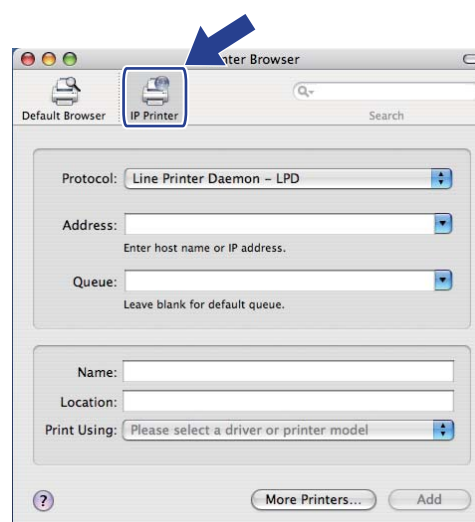 nter Browser
Default Browser
IP Printer
Search
Protocol: Line Printer Daemon – LPD
Address:
Enter host name or IP address.
Queue:
Leave blank for default queue.
Name:
Location:
Print Using: Please select a driver or printer model
? More Printers... Add